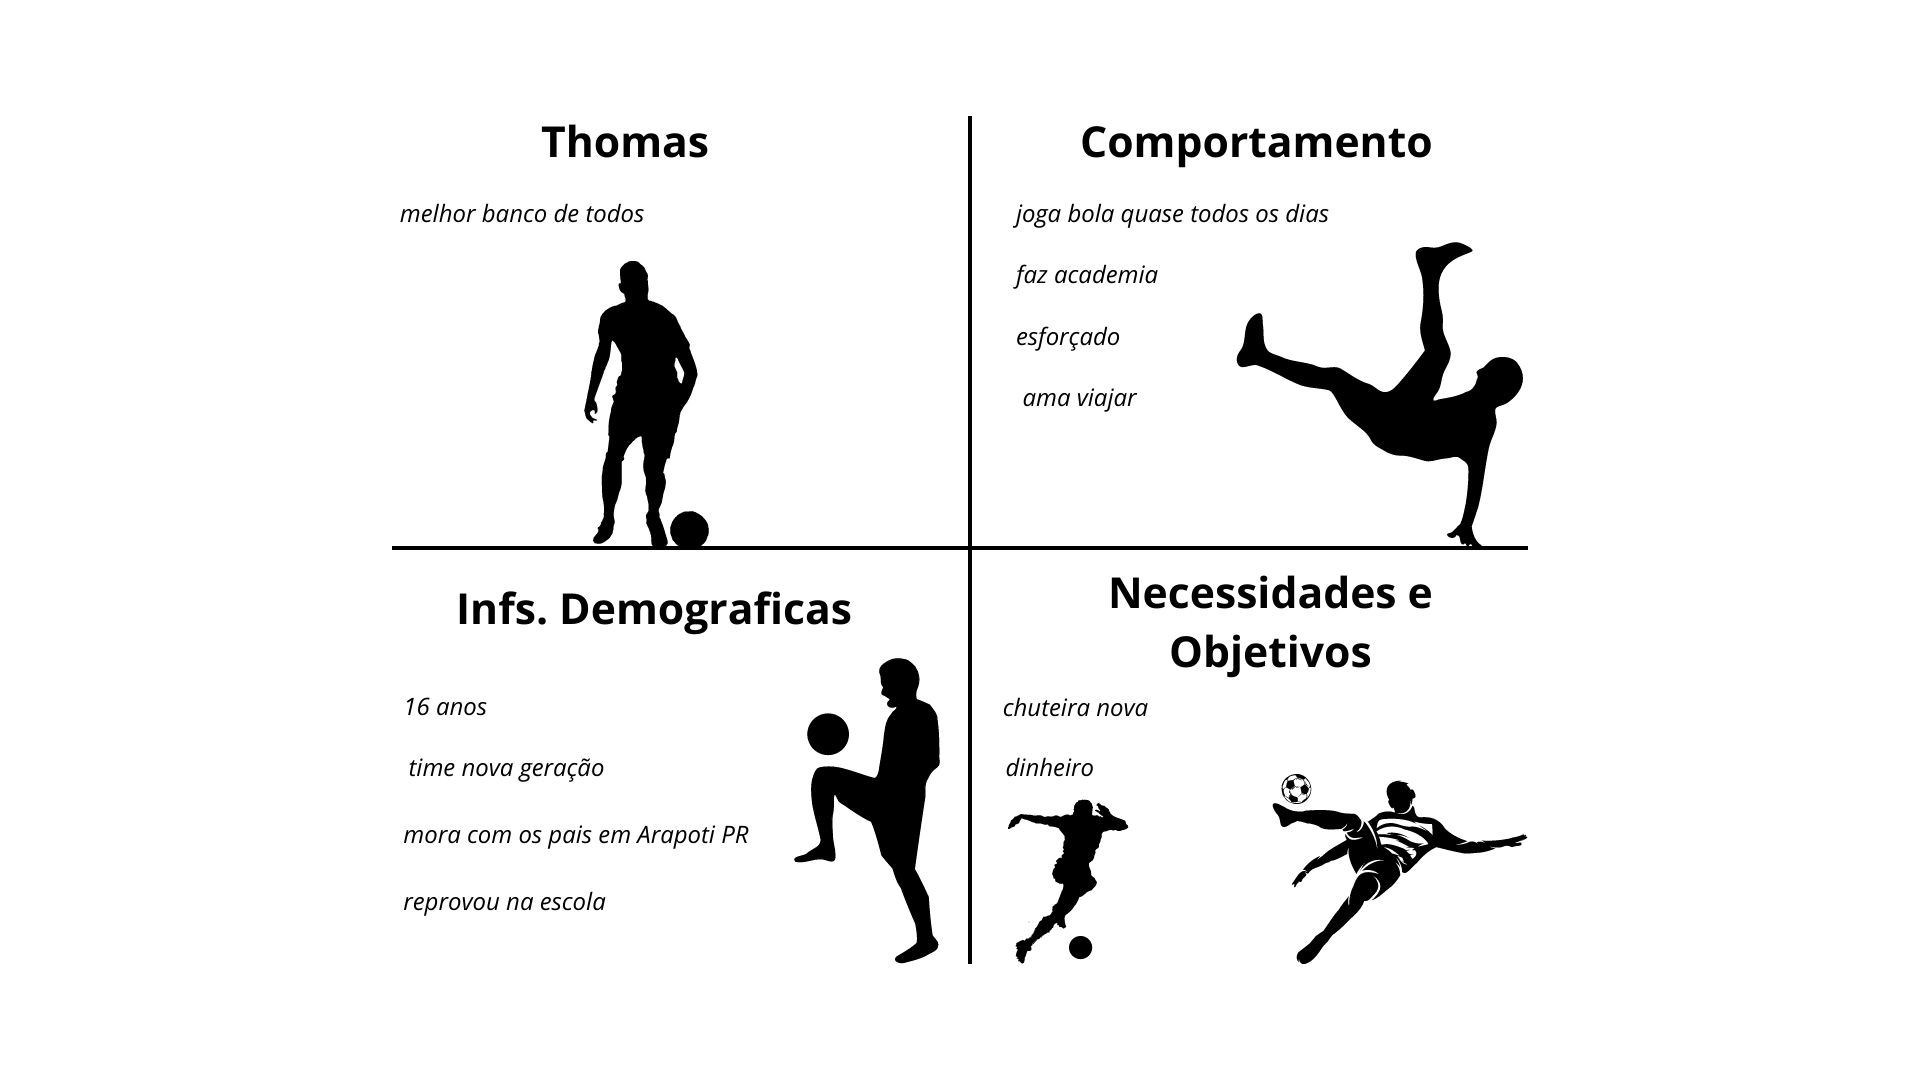 Thomas
melhor banco de todos
Comportamento
joga bola quase todos os dias
faz academia
esforçado
ama viajar
Infs. Demograficas
16 anos
time nova geração
mora com os pais em Arapoti PR
reprovou na escola
Necessidades e
Objetivos
chuteira nova
dinheiro